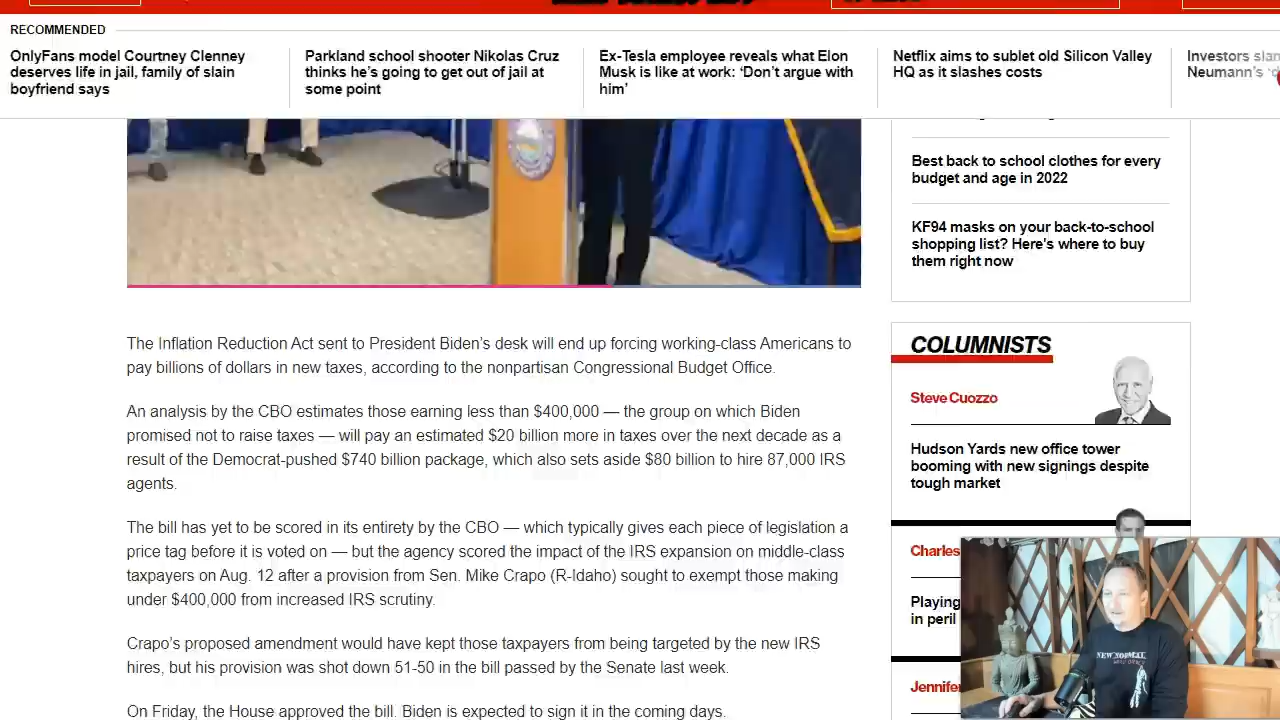 RECOMMENDED
OnlyFans model Courtney Clenney
deserves life in jail, family of slain
boyfriend says
Parkland school shooter Nikolas Cruz
thinks he's going to get out of jail at
some point
Ex-Tesla employee reveals what Elon
Musk is like at work: ‘Don’t argue with
him’
Netflix aims to sublet old Silicon Valley
HQ as it slashes costs
Investors slam
Neumann's
Best back to school clothes for every
budget and age in 2022
KF94 masks on your back-to-school
shopping list? Here's where to buy
them right now
The Inflation Reduction Act sent to President Biden’s desk will end up forcing working-class Americans to
pay billions of dollars in new taxes, according to the nonpartisan Congressional Budget Office.
An analysis by the CBO estimates those earning less than $400,000 — the group on which Biden
promised not to raise taxes — will pay an estimated $20 billion more in taxes over the next decade as a
result of the Democrat-pushed $740 billion package, which also sets aside $80 billion to hire 87,000 IRS
agents.
The bill has yet to be scored in its entirety by the CBO — which typically gives each piece of legislation a
price tag before it is voted on — but the agency scored the impact of the IRS expansion on middle-class
taxpayers on Aug. 12 after a provision from Sen. Mike Crapo (R-Idaho) sought to exempt those making
under $400,000 from increased IRS scrutiny.
Crapo’s proposed amendment would have kept those taxpayers from being targeted by the new IRS
hires, but his provision was shot down 51-50 in the bill passed by the Senate last week.
On Friday, the House approved the bill. Biden is expected to sign it in the coming days.
COLUMNISTS
Steve Cuozzo
Hudson Yards new office tower
booming with new signings despite
tough market
Charles
Playing
in peril
Jennifer
NEW NORMAL